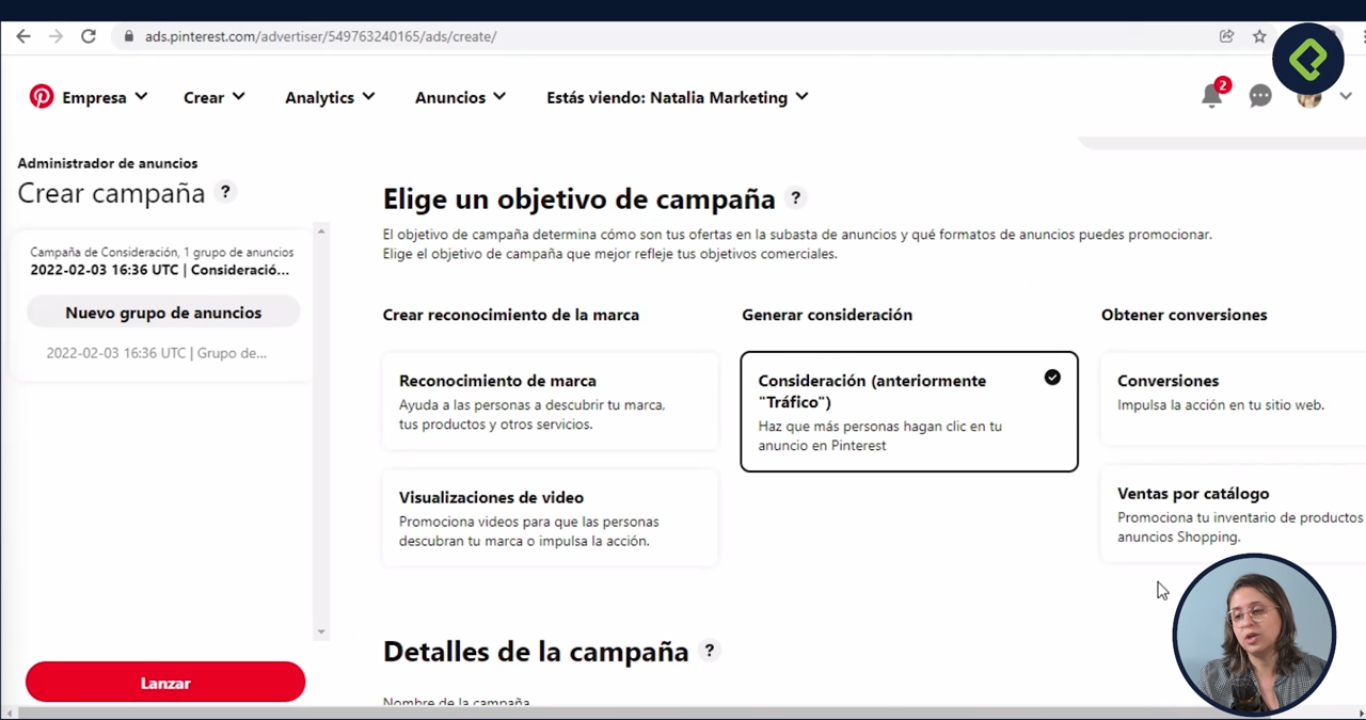 ads.pinterest.com/advertiser/549763240165/ads/create/
Empresa
Crear
Analytics
Anuncios
Estás viendo: Natalia Marketing
2
Administrador de anuncios
Crear campaña ?
Campaña de Consideración, 1 grupo de anuncios
2022-02-03 16:36 UTC | Consideració...
Nuevo grupo de anuncios
2022-02-03 16:36 UTC | Grupo de...
Lanzar
Elige un objetivo de campaña ?
El objetivo de campaña determina cómo son tus ofertas en la subasta de anuncios y qué formatos de anuncios puedes promocionar.
Elige el objetivo de campaña que mejor refleje tus objetivos comerciales.
Crear reconocimiento de la marca
Reconocimiento de marca
Ayuda a las personas a descubrir tu marca,
tus productos y otros servicios.
Visualizaciones de video
Promociona videos para que las personas
descubran tu marca o impulsa la acción.
Generar consideración
Consideración (anteriormente
"Tráfico")
Haz que más personas hagan clic en tu
anuncio en Pinterest
Obtener conversiones
Conversiones
Impulsa la acción en tu sitio web.
Ventas por catálogo
Promociona tu inventario de productos
anuncios Shopping.
Detalles de la campaña ?
Nombre de la campaña